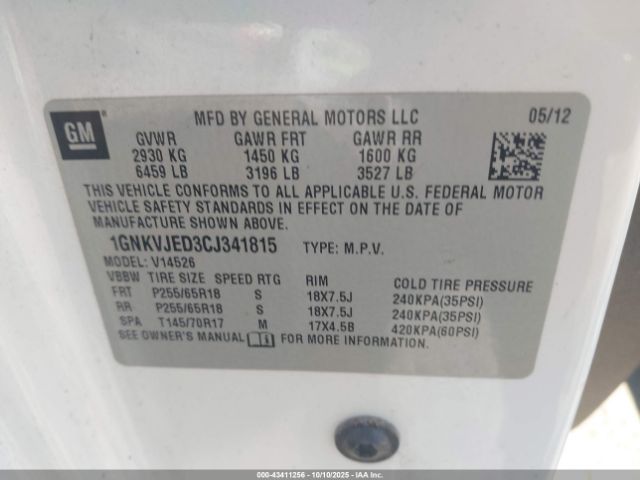 GM
®
MFD BY GENERAL MOTORS LLC 05/12
GVWR GAWR FRT GAWR RR
2930 KG 1450 KG 1600 KG
6459 LB 3196 LB 3527 LB
THIS VEHICLE CONFORMS TO ALL APPLICABLE U.S. FEDERAL MOTOR
VEHICLE SAFETY STANDARDS IN EFFECT ON THE DATE OF
MANUFACTURE SHOWN ABOVE.
1GNKVJED3CJ341815 TYPE: M.P.V.
MODEL: V14526
VBBW TIRE SIZE SPEED RTG RIM COLD TIRE PRESSURE
FRT P255/65R18 S 18X7.5J 240KPA(35PSI)
RR P255/65R18 S 18X7.5J 240KPA(35PSI)
SPA T145/70R17 M 17X4.5B 420KPA(60PSI)
SEE OWNER'S MANUAL FOR MORE INFORMATION.
00-43411256 - 10/10/2025 - IAA Inc.